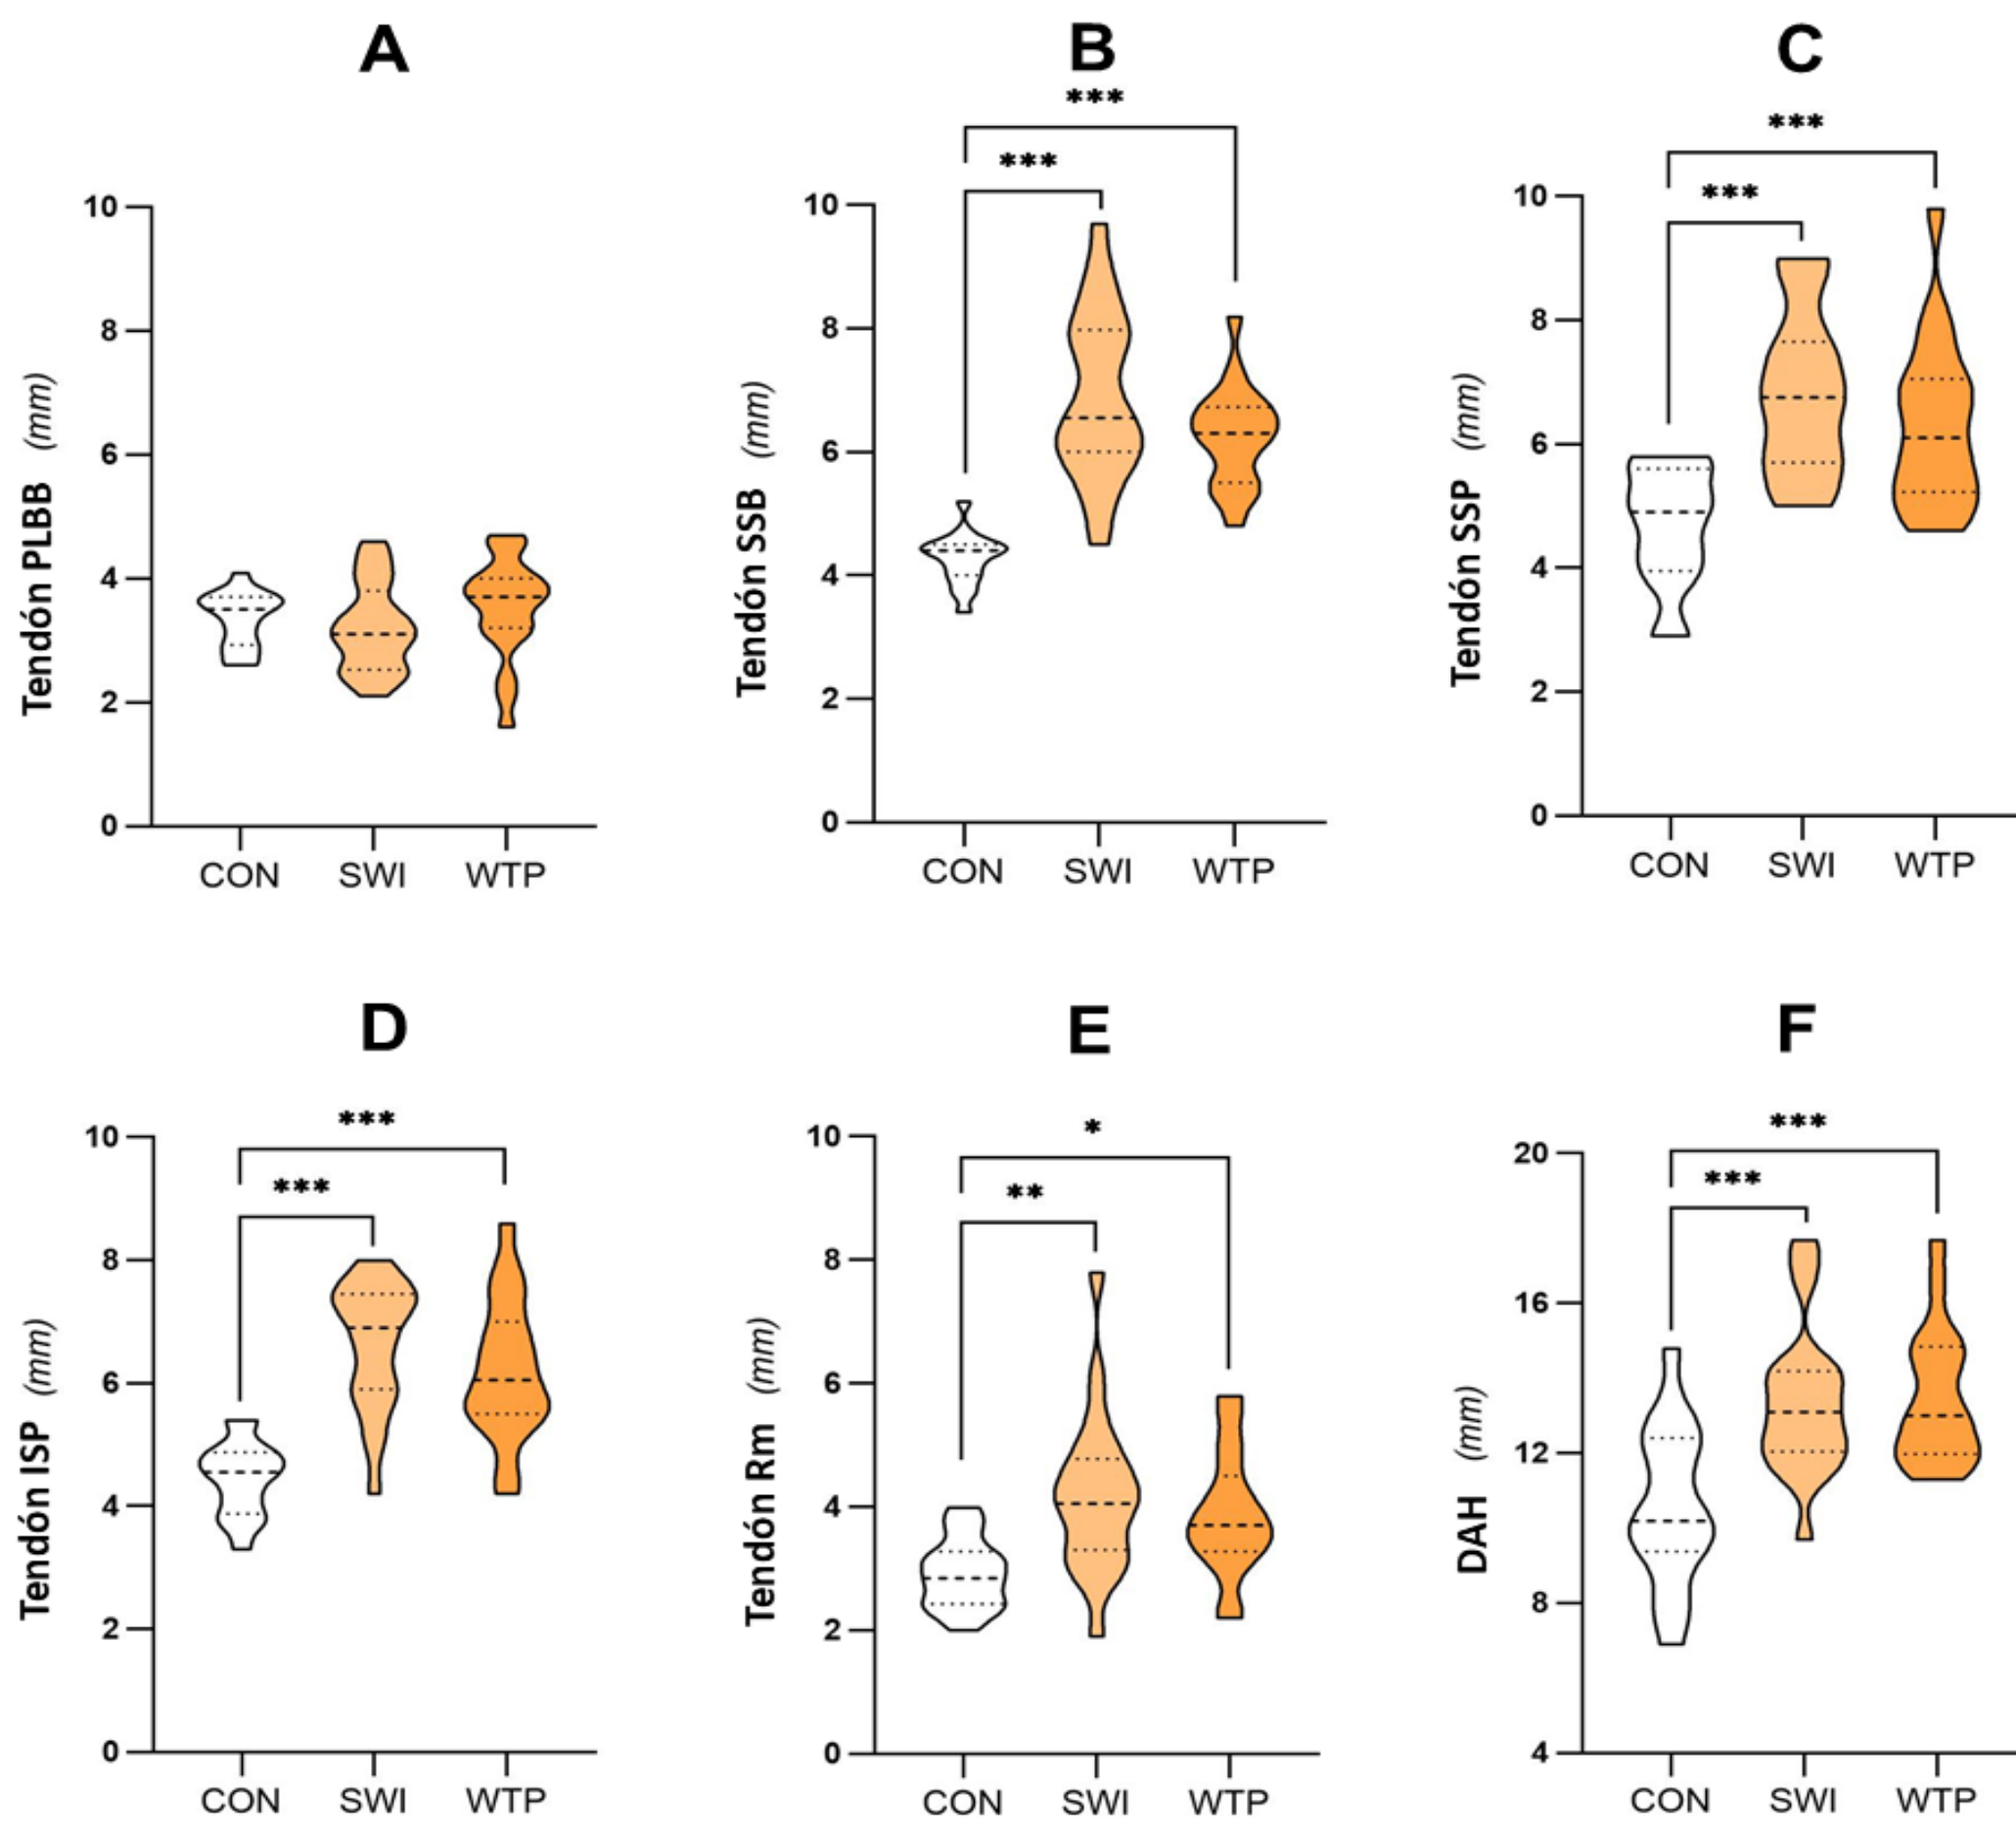 A
B
C
***
***
***
***
Tendón PLBB (mm)
10
8
6
4
2
0
CON SWI WTP
Tendón SSB (mm)
10
8
6
4
2
0
CON SWI WTP
Tendón SSP (mm)
10
8
6
4
2
0
CON SWI WTP
D
E
F
***
***
*
**
***
***
Tendón ISP (mm)
10
8
6
4
2
0
CON SWI WTP
Tendón Rm (mm)
10
8
6
4
2
0
CON SWI WTP
DAH (mm)
20
16
12
8
4
CON SWI WTP